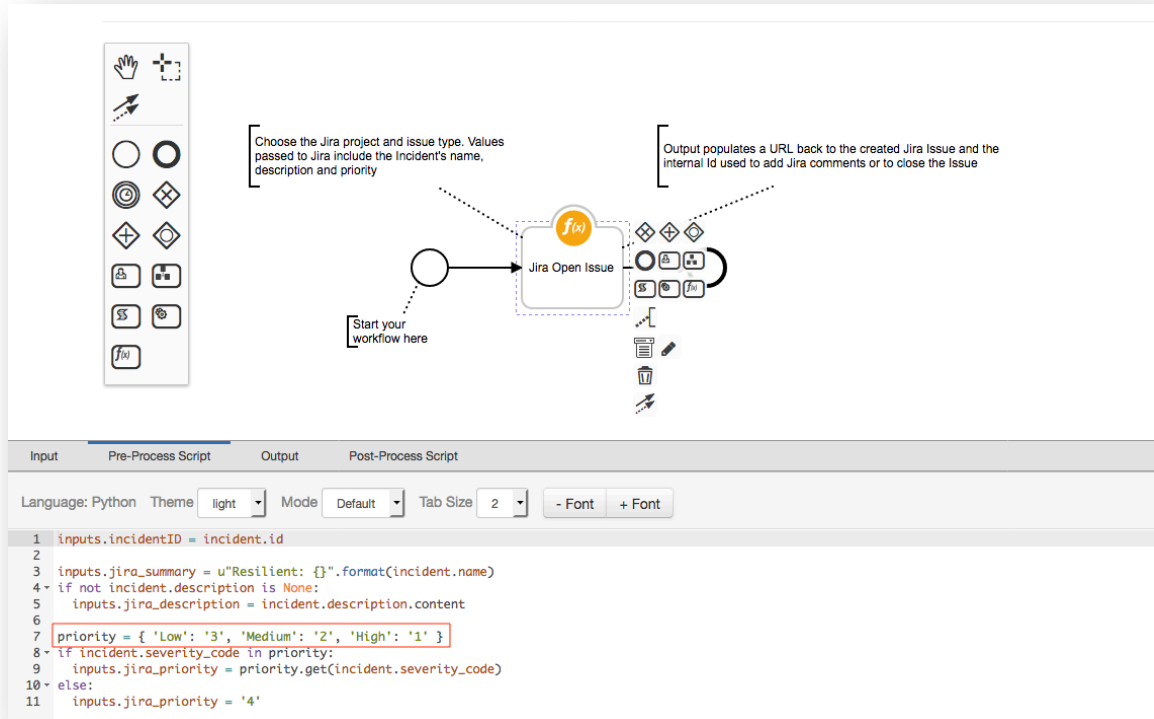 Choose the Jira project and issue type. Values
passed to Jira include the Incident's name,
description and priority
Output populates a URL back to the created Jira Issue and the
internal Id used to add Jira comments or to close the Issue
f(x)
Jira Open Issue
f(x)
f(x)
Start your
workflow here
Input Pre-Process Script Output Post-Process Script
Language: Python Theme light Mode Default Tab Size 2 - Font + Font
1 inputs.incidentID = incident.id
2
3 inputs.jira_summary = u"Resilient: {}".format(incident.name)
4 if not incident.description is None:
5 inputs.jira_description = incident.description.content
6
7 priority = { 'Low': '3', 'Medium': '2', 'High': '1' }
8 if incident.severity_code in priority:
9 inputs.jira_priority = priority.get(incident.severity_code)
10 else:
11 inputs.jira_priority = '4'